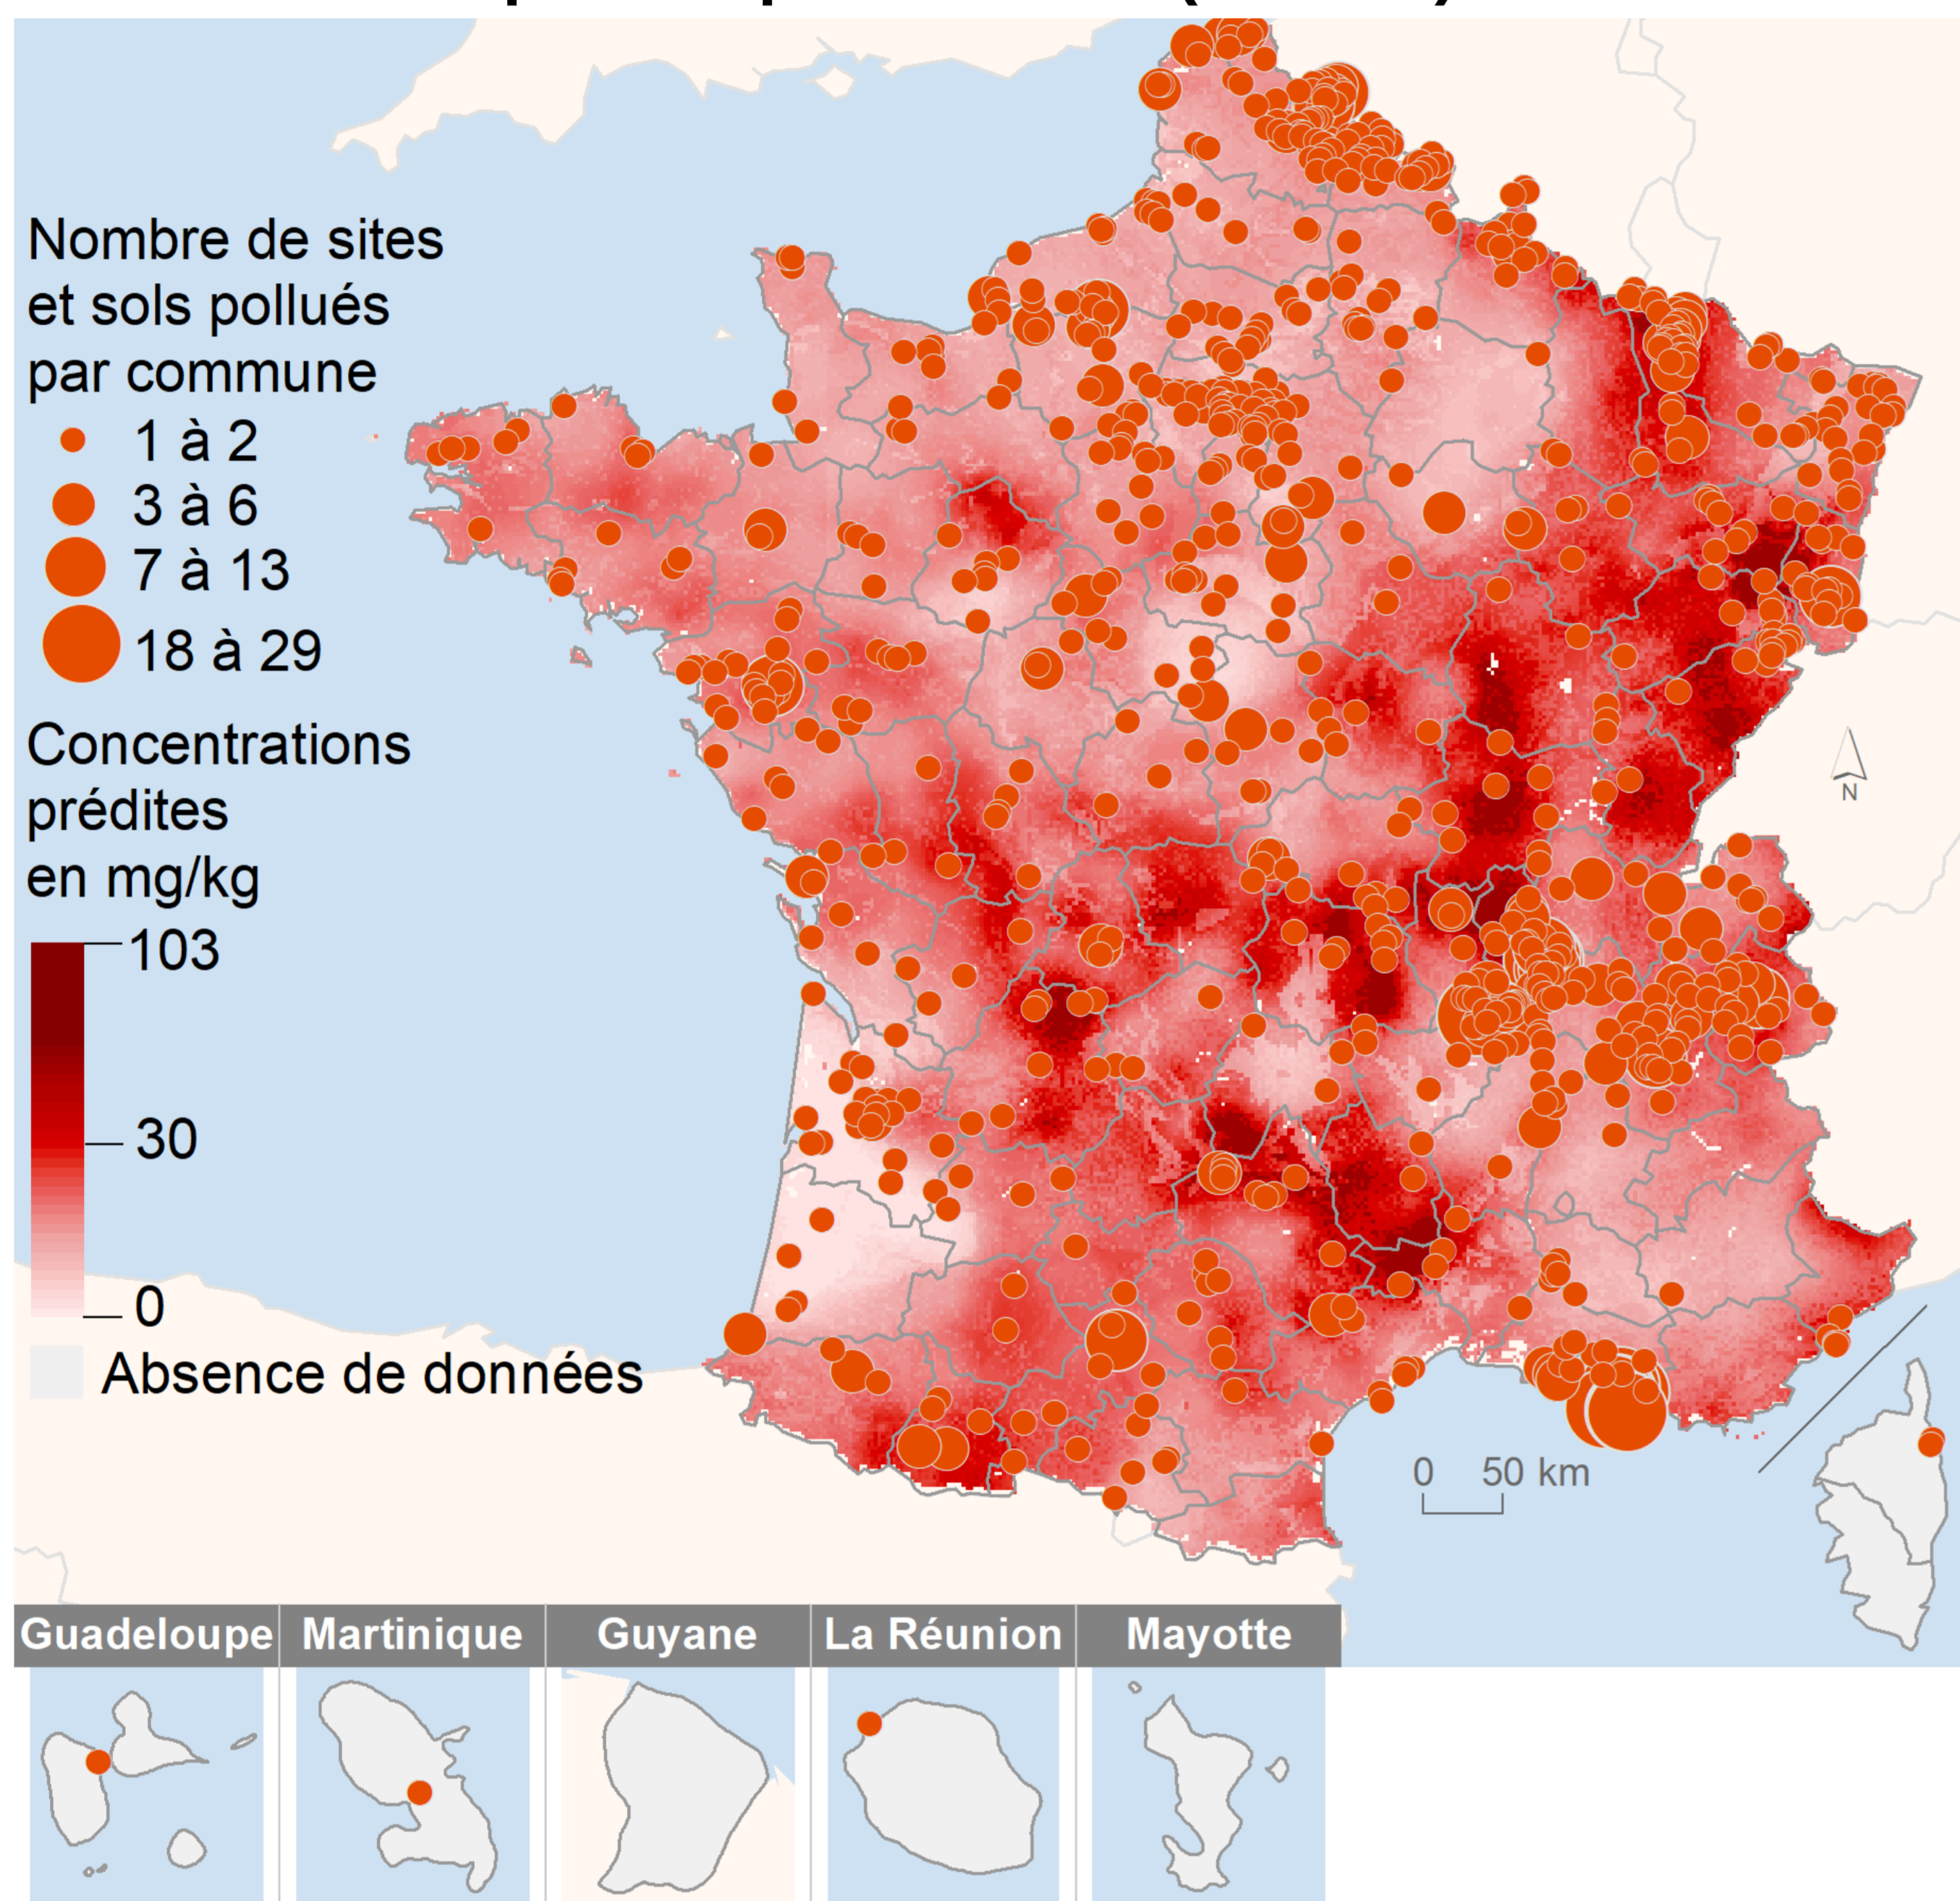 Nombre de sites
et sols pollués
par commune
1 à 2
3 à 6
7 à 13
18 à 29
Concentrations
prédites
en mg/kg
103
30
0
Absence de données
N
0 50 km
Guadeloupe Martinique Guyane La Réunion Mayotte